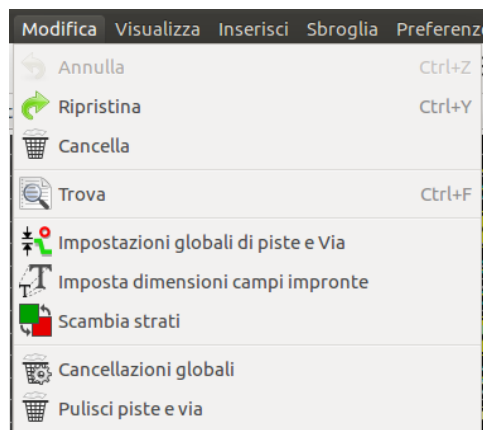 Modifica Visualizza Inserisci Sbroglia Preferenz
Annulla Ctrl+Z
Ripristina Ctrl+Y
Cancella
Trova Ctrl+F
Impostazioni globali di piste e Via
Imposta dimensioni campi impronte
Scambia strati
Cancellazioni globali
Pulisci piste e via